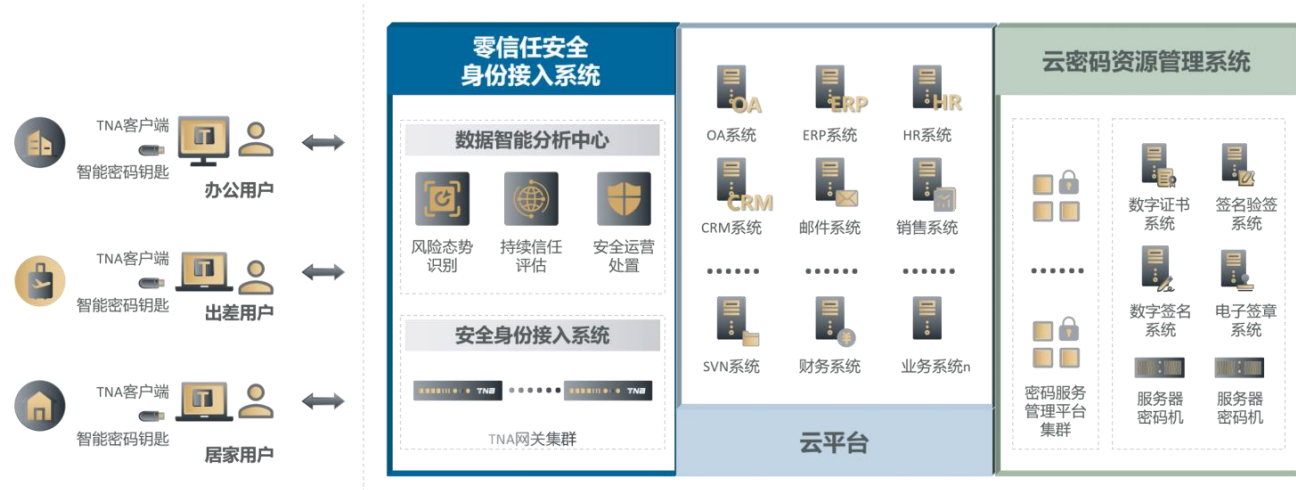 TNA客户端
智能密码钥匙
T
办公用户
TNA客户端
智能密码钥匙
T
出差用户
TNA客户端
智能密码钥匙
T
居家用户
零信任安全
身份接入系统
数据智能分析中心
风险态势
识别
持续信任
评估
安全运营
处置
安全身份接入系统
TNA
TNA
TNA网关集群
OA
ERP
HR
OA系统
ERP系统
HR系统
CRM
CRM系统
邮件系统
销售系统
¥
SVN系统
财务系统
业务系统n
云平台
云密码资源管理系统
密码服务
管理平台
集群
数字证书
系统
签名验签
系统
数字签名
系统
电子签章
系统
服务器
密码机
服务器
密码机